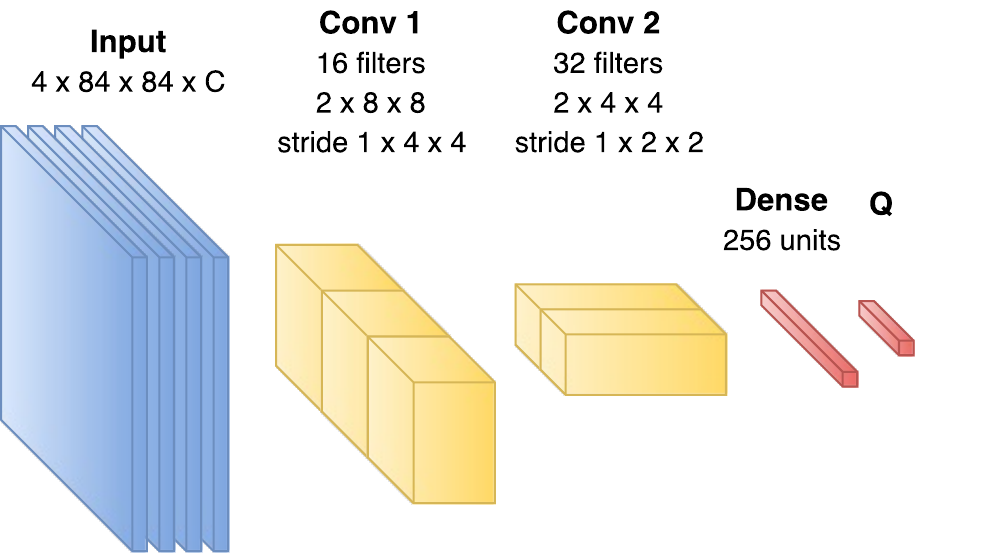 Input
4 x 84 x 84 x C
Conv 1
16 filters
2 x 8 x 8
stride 1 x 4 x 4
Conv 2
32 filters
2 x 4 x 4
stride 1 x 2 x 2
Dense
256 units
Q